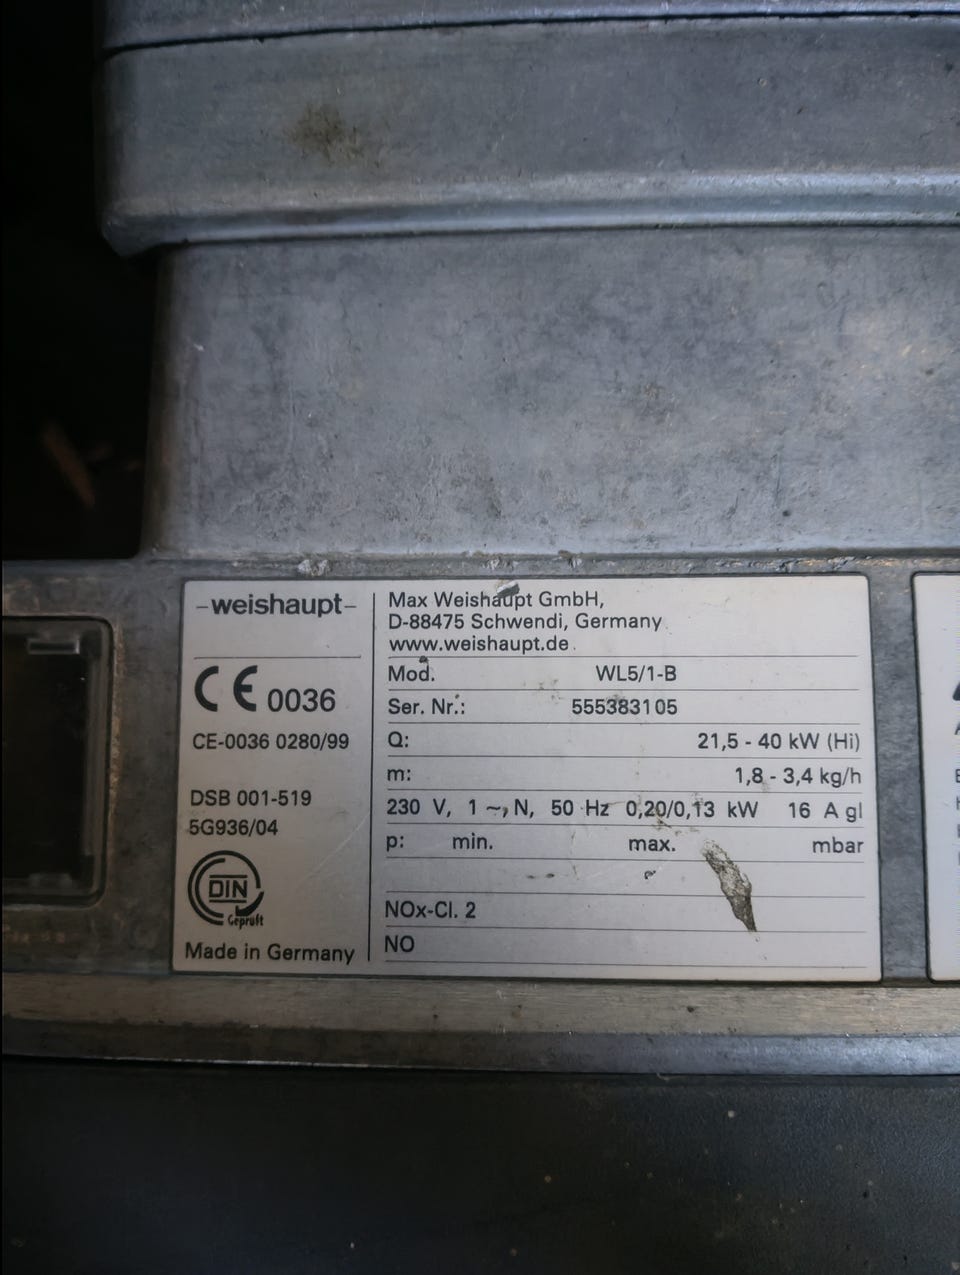 -weishaupt-
CE 0036
CE-0036 0280/99
DSB 001-519
5G936/04
DIN
Geprüft
Made in Germany
Max Weishaupt GmbH,
D-88475 Schwendi, Germany
www.weishaupt.de
Mod. WL5/1-B
Ser. Nr.: 555383105
Q: 21,5 - 40 kW (Hi)
m: 1,8 - 3,4 kg/h
230 V, 1 ~, N, 50 Hz 0,20/0,13 kW 16 A gl
p: min. max. mbar
NOx-Cl. 2
NO